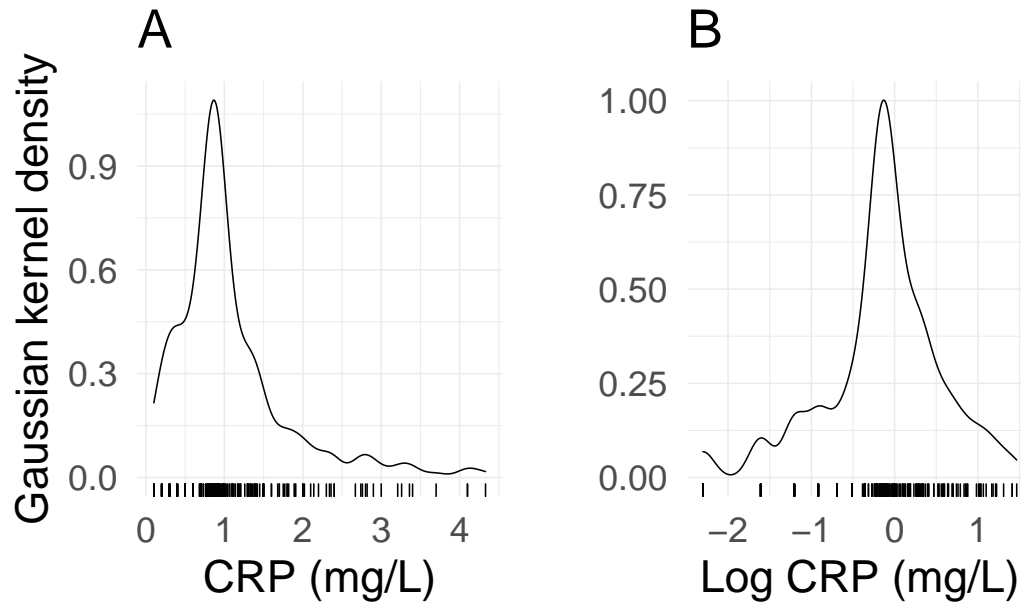 A
Gaussian kernel density
0.9
0.6
0.3
0.0
0 1 2 3 4
CRP (mg/L)
B
1.00
0.75
0.50
0.25
0.00
−2 −1 0 1
Log CRP (mg/L)